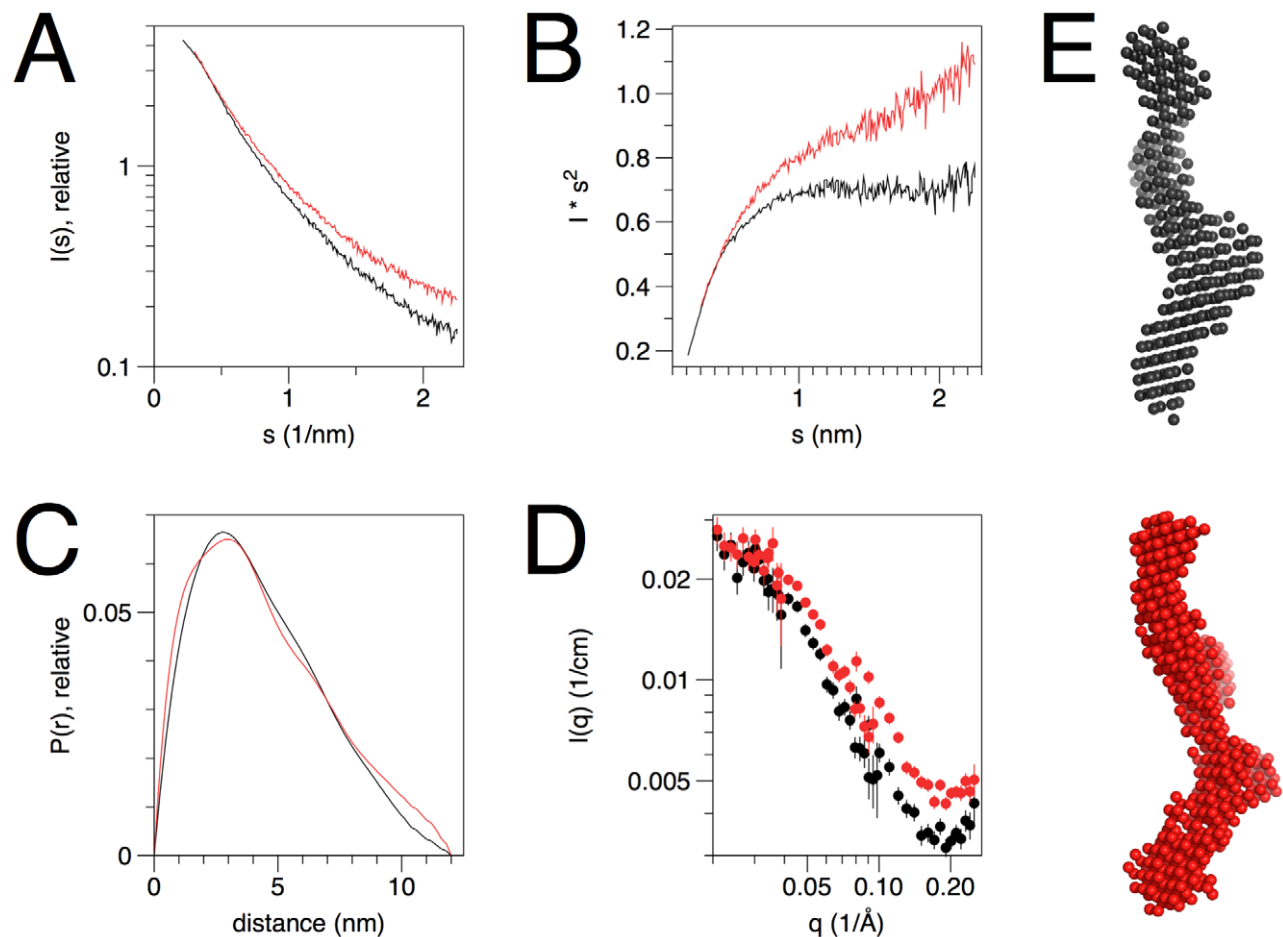 A
I(s), relative
1
0.1
0
1
2
s (1/nm)
B
I * s²
1.2
1.0
0.8
0.6
0.4
0.2
1
2
s (nm)
E
C
P(r), relative
0.05
0
0
5
10
distance (nm)
D
I(q) (1/cm)
0.02
0.01
0.005
0.05
0.10
0.20
q (1/Å)